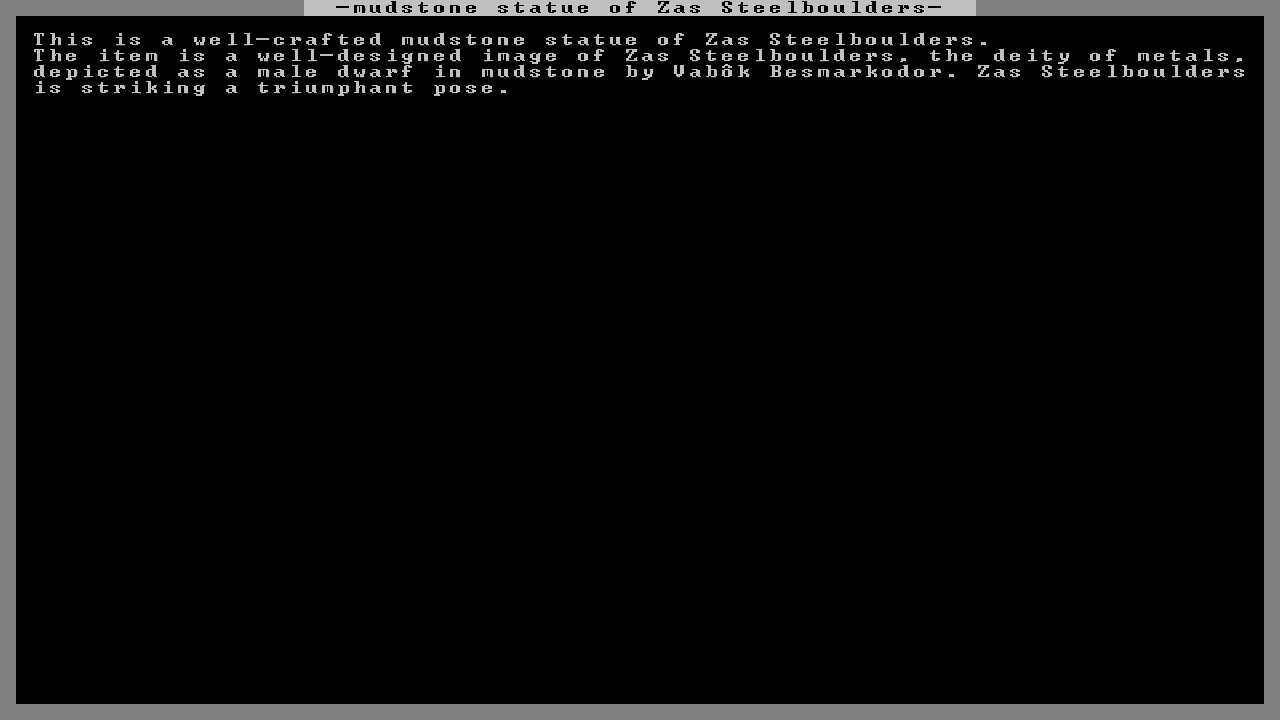 -mudstone statue of Zas Steelboulders-
This is a well-crafted mudstone statue of Zas Steelboulders.
The item is a well-designed image of Zas Steelboulders, the deity of metals,
depicted as a male dwarf in mudstone by Vabôk Besmarkodor. Zas Steelboulders
is striking a triumphant pose.